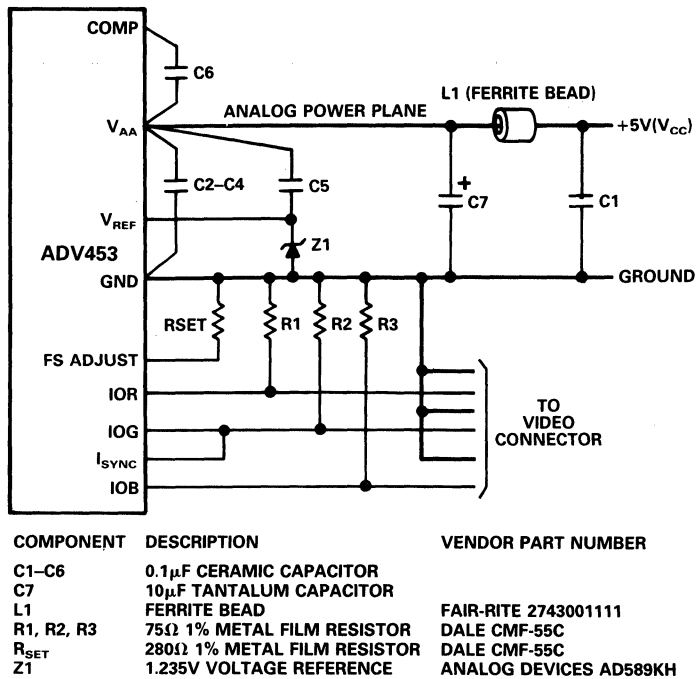 COMP
C6
L1 (FERRITE BEAD)
ANALOG POWER PLANE
VAA
+5V(VCC)
C2–C4
C5
+
C7
C1
VREF
Z1
ADV453
GND
GROUND
RSET
R1
R2
R3
FS ADJUST
IOR
TO
VIDEO
CONNECTOR
IOG
ISYNC
IOB
COMPONENT DESCRIPTION VENDOR PART NUMBER
C1–C6 0.1μF CERAMIC CAPACITOR
C7 10μF TANTALUM CAPACITOR
L1 FERRITE BEAD FAIR-RITE 2743001111
R1, R2, R3 75Ω 1% METAL FILM RESISTOR DALE CMF-55C
RSET 280Ω 1% METAL FILM RESISTOR DALE CMF-55C
Z1 1.235V VOLTAGE REFERENCE ANALOG DEVICES AD589KH